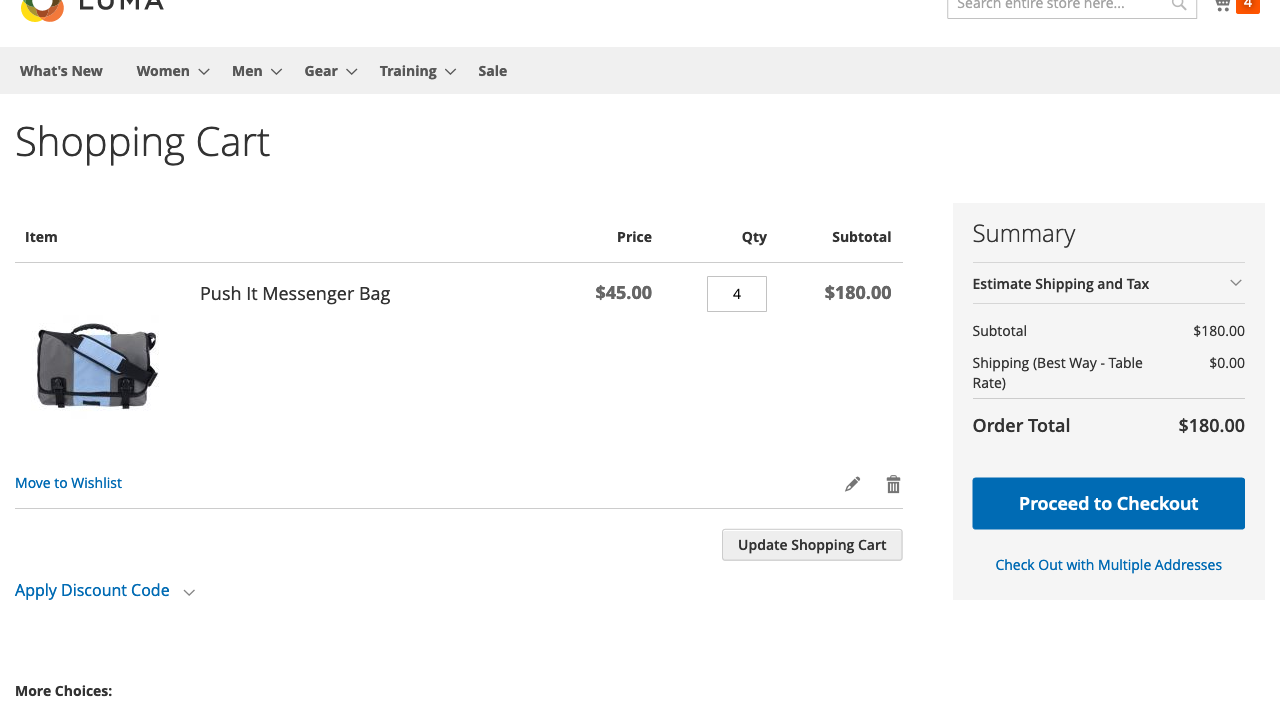 LUMA
Search entire store here...
4
What's New Women Men Gear Training Sale
Shopping Cart
Item Price Qty Subtotal
Push It Messenger Bag $45.00 4 $180.00
Move to Wishlist
Update Shopping Cart
Apply Discount Code
Summary
Estimate Shipping and Tax
Subtotal $180.00
Shipping (Best Way - Table $0.00
Rate)
Order Total $180.00
Proceed to Checkout
Check Out with Multiple Addresses
More Choices: